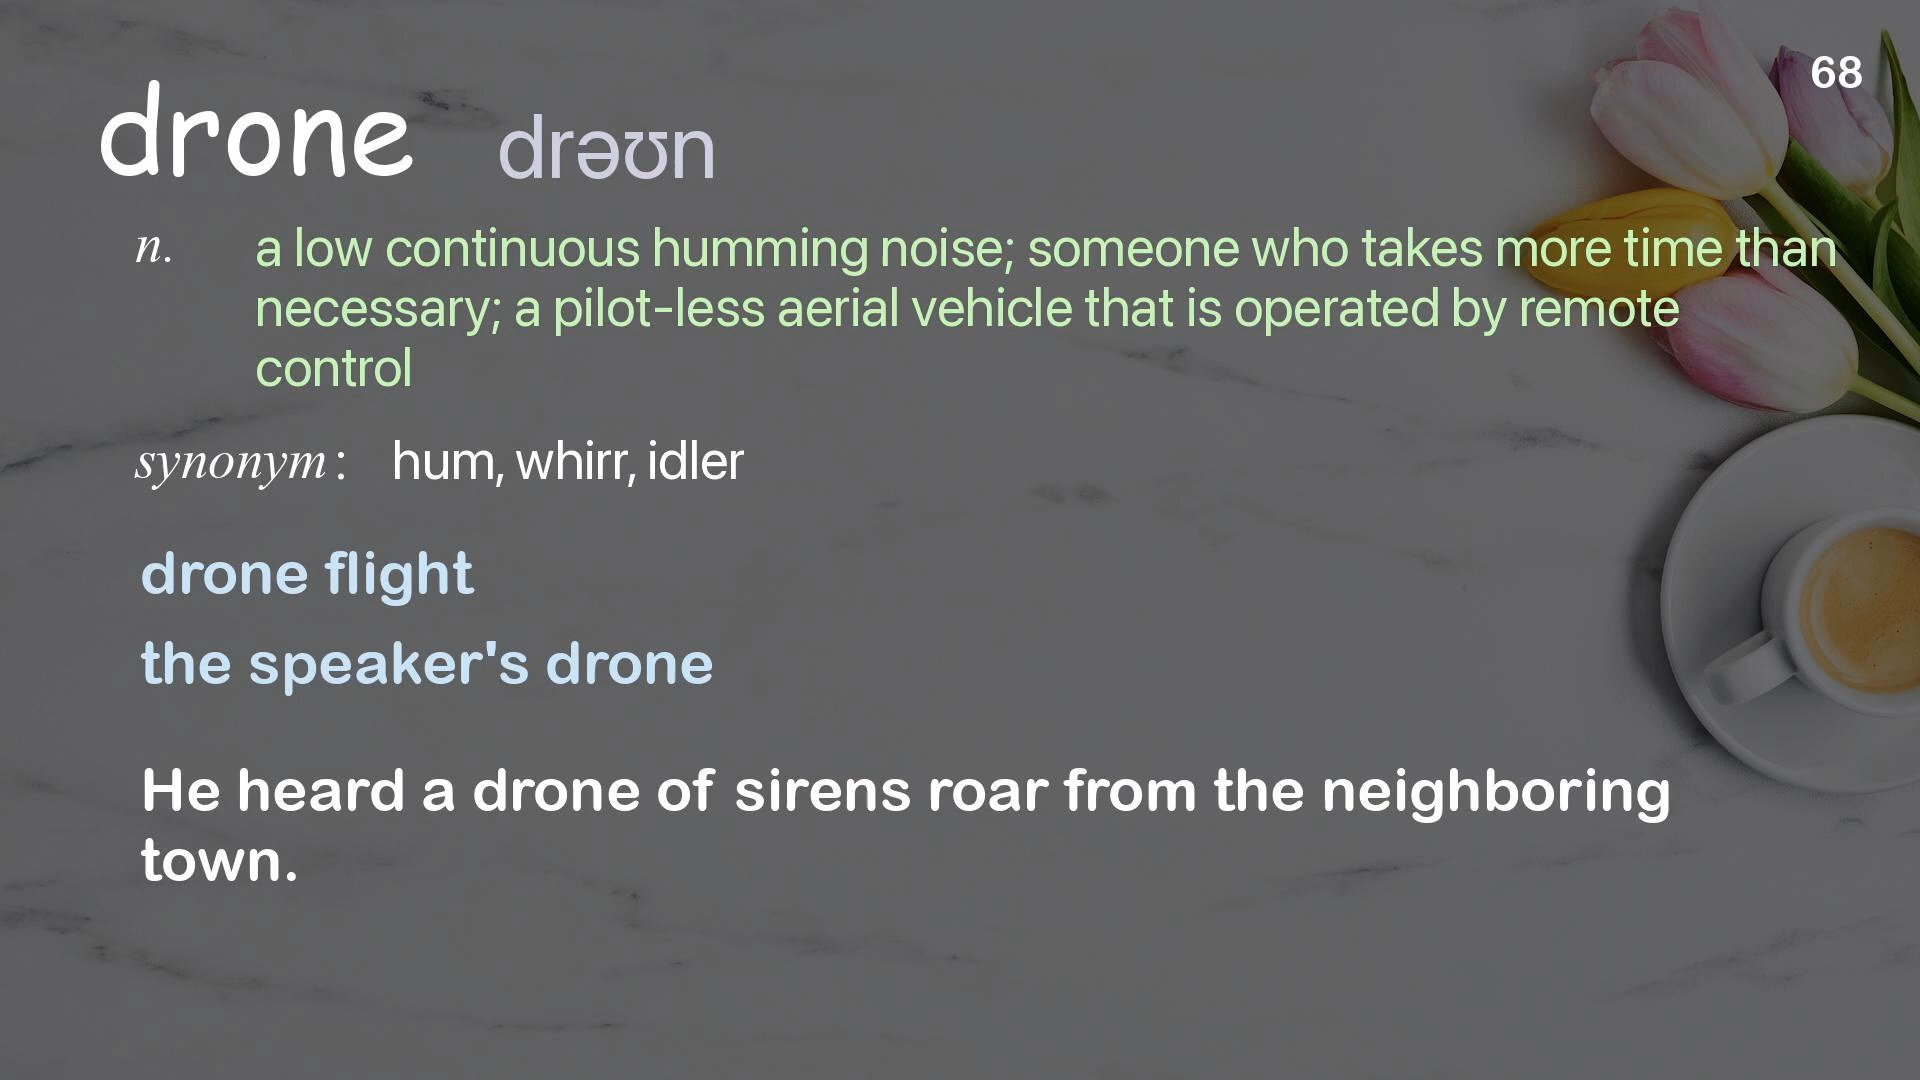 68
drone drəʊn
n. a low continuous humming noise; someone who takes more time than
necessary; a pilot-less aerial vehicle that is operated by remote
control
synonym: hum, whirr, idler
drone flight
the speaker's drone
He heard a drone of sirens roar from the neighboring
town.